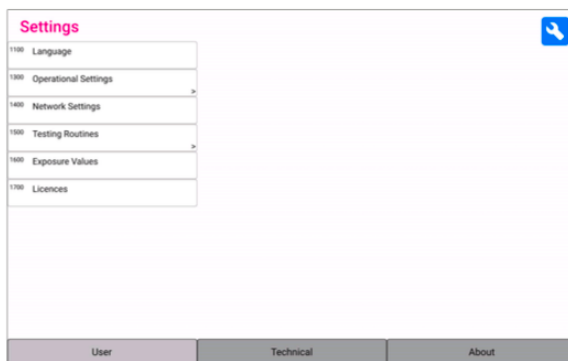 Settings
1100 Language
1300 Operational Settings
>
1400 Network Settings
1500 Testing Routines
>
1600 Exposure Values
1700 Licences
User Technical About